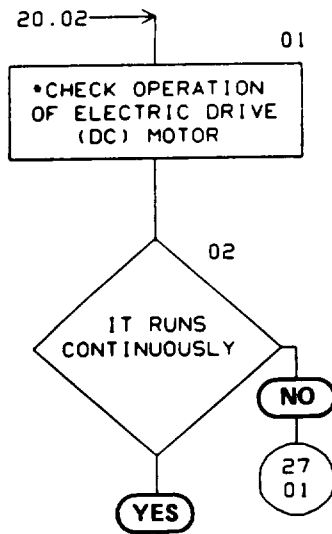 20.02
01
*CHECK OPERATION
OF ELECTRIC DRIVE
(DC) MOTOR
02
IT RUNS
CONTINUOUSLY
NO
27
01
YES